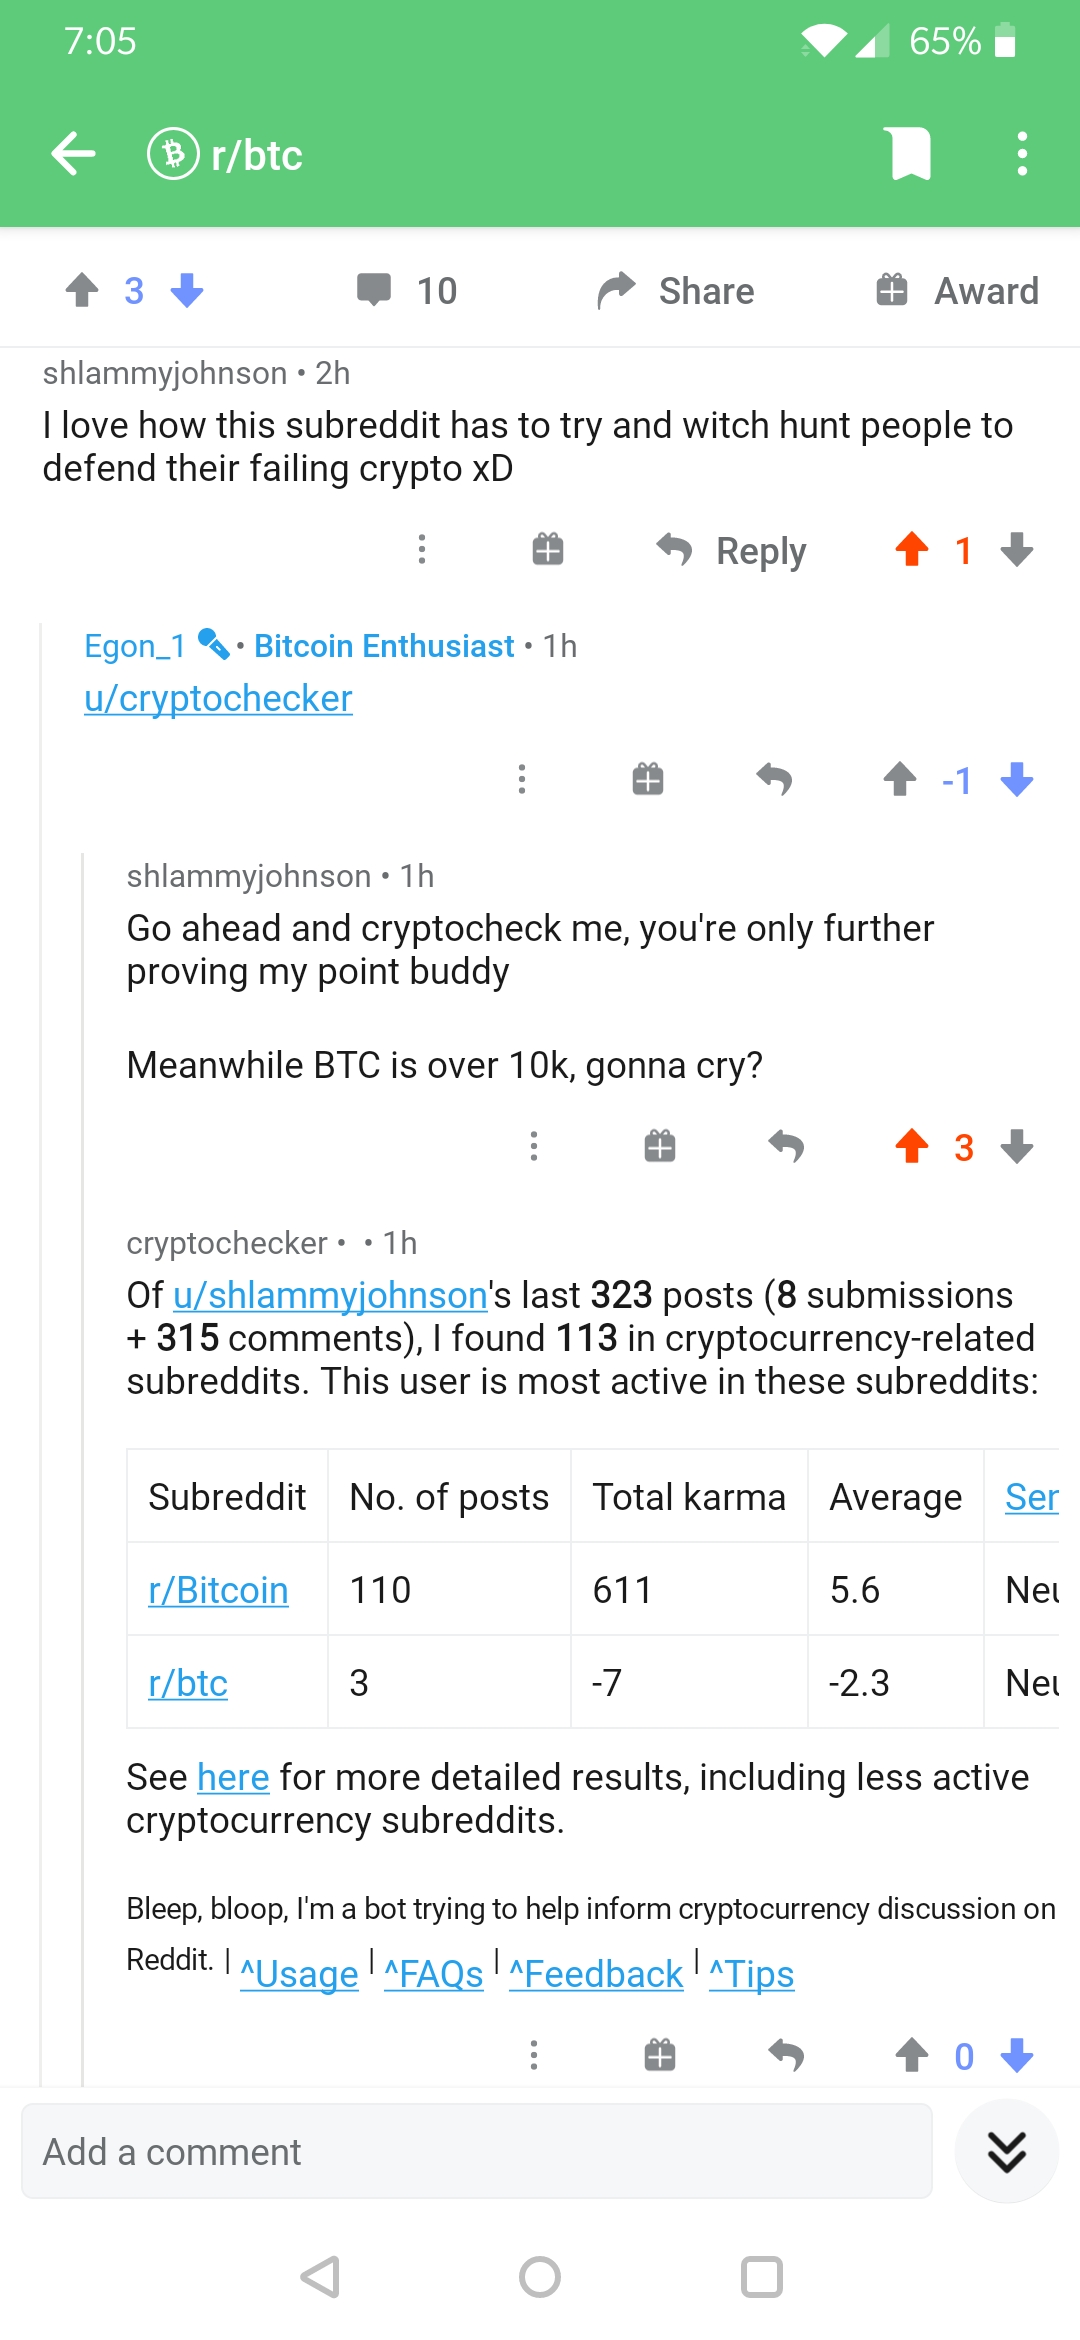 7:05
65%
r/btc
3
10
Share
Award
shlammyjohnson • 2h
I love how this subreddit has to try and witch hunt people to
defend their failing crypto xD
Reply
1
Egon_1 • Bitcoin Enthusiast • 1h
u/cryptochecker
-1
shlammyjohnson • 1h
Go ahead and cryptocheck me, you're only further
proving my point buddy
Meanwhile BTC is over 10k, gonna cry?
3
cryptochecker • • 1h
Of u/shlammyjohnson's last 323 posts (8 submissions
+ 315 comments), I found 113 in cryptocurrency-related
subreddits. This user is most active in these subreddits:
Subreddit No. of posts Total karma Average Sen
r/Bitcoin 110 611 5.6 Neu
r/btc 3 -7 -2.3 Neu
See here for more detailed results, including less active
cryptocurrency subreddits.
Bleep, bloop, I'm a bot trying to help inform cryptocurrency discussion on
Reddit. | ^Usage | ^FAQs | ^Feedback | ^Tips
0
Add a comment